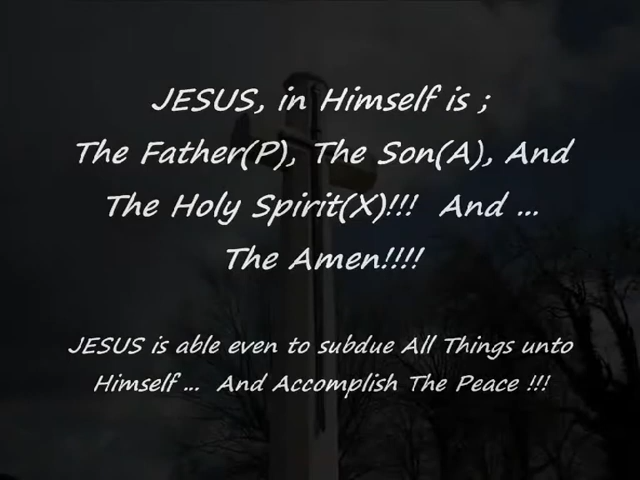 JESUS, in Himself is ;
The Father(P), The Son(A), And
The Holy Spirit(X)!!! And ...
The Amen!!!!
JESUS is able even to subdue All Things unto
Himself ... And Accomplish The Peace !!!